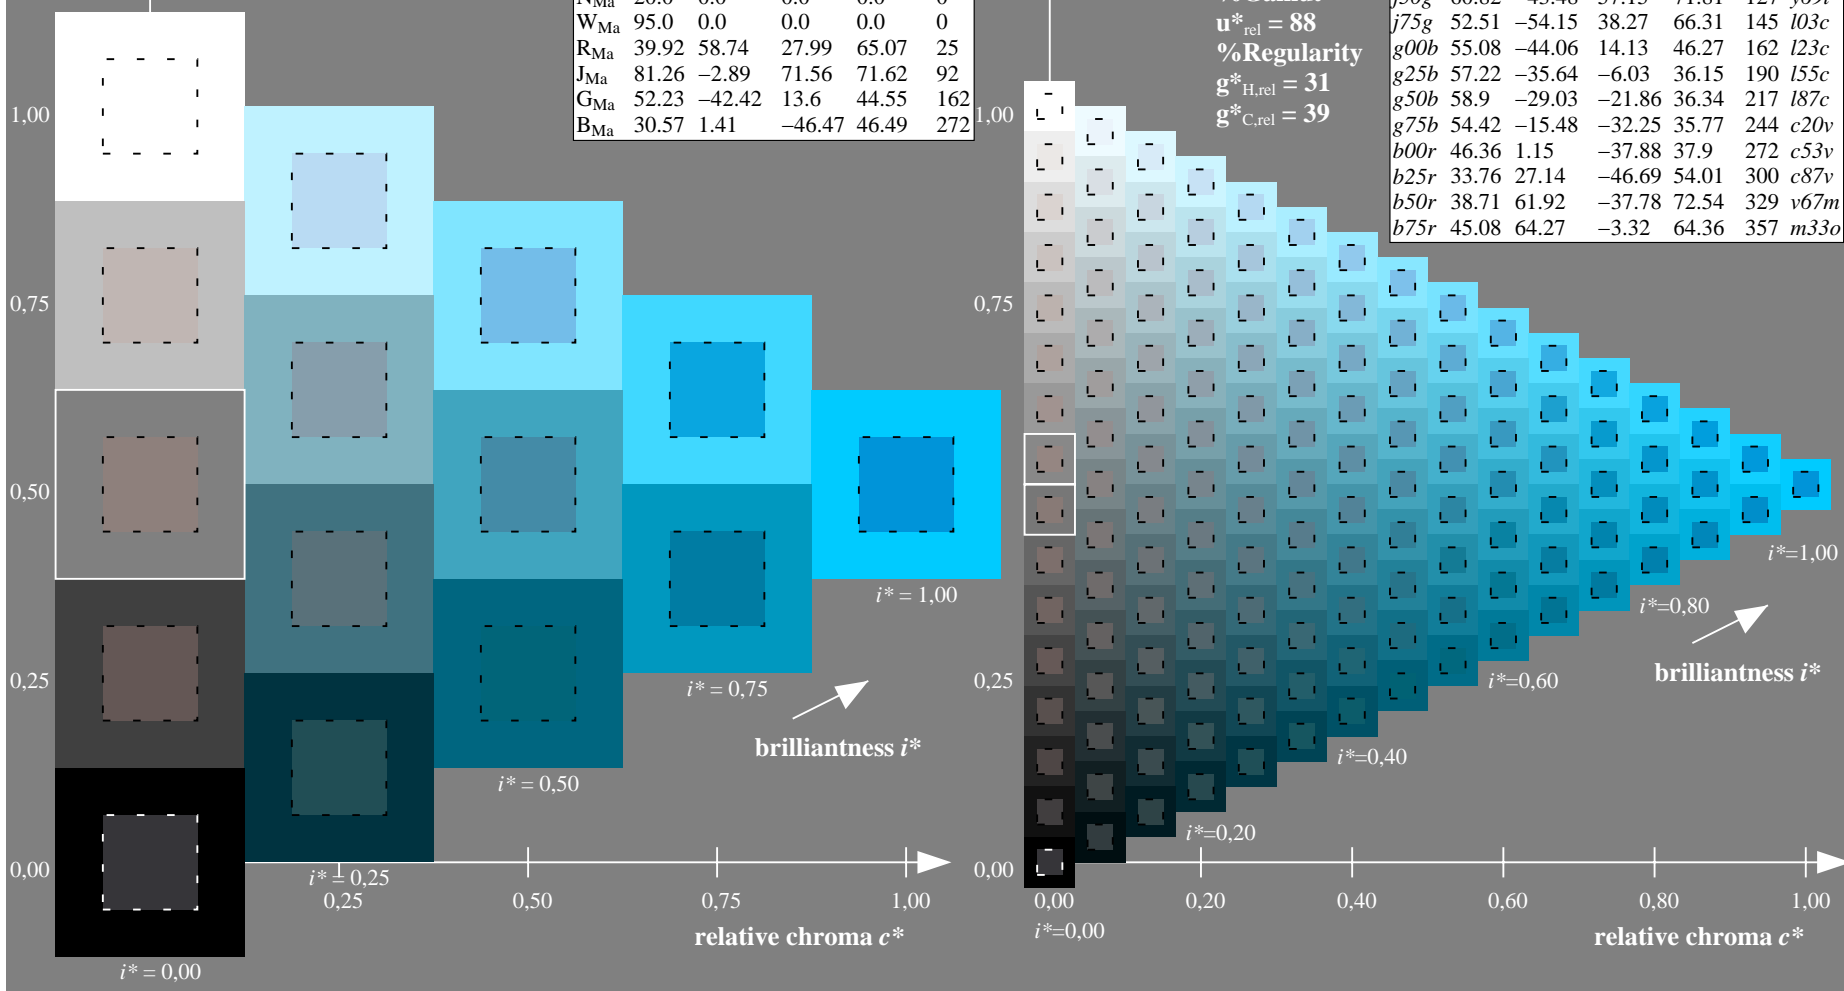 W_Ma 95.0 0.0 0.0 0.0 0
R_Ma 39.92 58.74 27.99 65.07 25
J_Ma 81.26 −2.89 71.56 71.62 92
G_Ma 52.23 −42.42 13.6 44.55 162
B_Ma 30.57 1.41 −46.47 46.49 272
u*_rel = 88
%Regularity
g*_H,rel = 31
g*_C,rel = 39
j75g 52.51 −54.15 38.27 66.31 145 l03c
g00b 55.08 −44.06 14.13 46.27 162 l23c
g25b 57.22 −35.64 −6.03 36.15 190 l55c
g50b 58.9 −29.03 −21.86 36.34 217 l87c
g75b 54.42 −15.48 −32.25 35.77 244 c20v
b00r 46.36 1.15 −37.88 37.9 272 c53v
b25r 33.76 27.14 −46.69 54.01 300 c87v
b50r 38.71 61.92 −37.78 72.54 329 v67m
b75r 45.08 64.27 −3.32 64.36 357 m33o
1,00
0,75
0,50
0,25
0,00
i* = 1,00
i* = 0,75
brilliantness i*
i* = 0,50
i* = 0,25
0,25 0,50 0,75 1,00
relative chroma c*
i* = 0,00
1,00
0,75
0,50
0,25
0,00
i*=1,00
i*=0,80
brilliantness i*
i*=0,60
i*=0,40
i*=0,20
0,00 0,20 0,40 0,60 0,80 1,00
i*=0,00
relative chroma c*